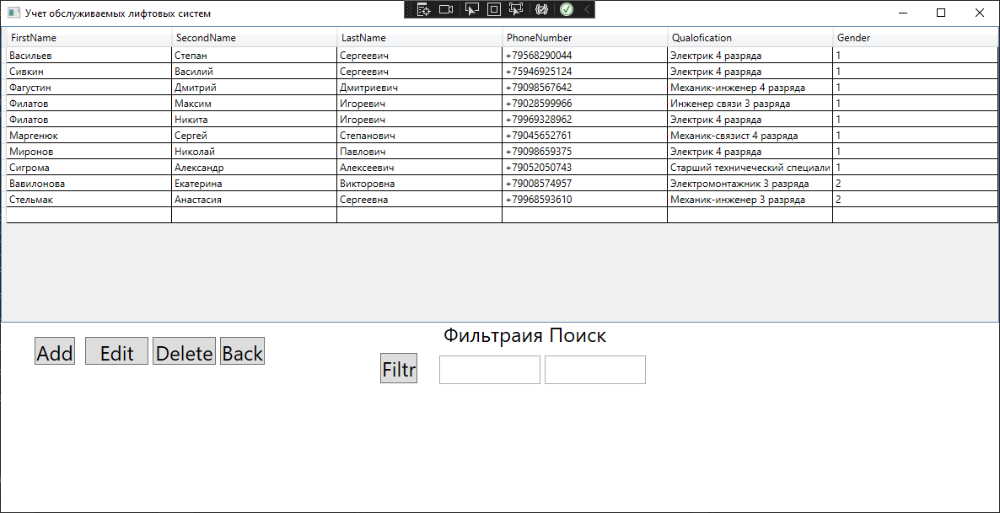 Учет обслуживаемых лифтовых систем
FirstName SecondName LastName PhoneNumber Qualofication Gender
Васильев Степан Сергеевич +79568290044 Электрик 4 разряда 1
Сивкин Василий Сергеевич +75946925124 Электрик 4 разряда 1
Фагустин Дмитрий Дмитриевич +79098567642 Механик-инженер 4 разряда 1
Филатов Максим Игоревич +79028599966 Инженер связи 3 разряда 1
Филатов Никита Игоревич +79969328962 Электрик 4 разряда 1
Маргенюк Сергей Степанович +79045652761 Механик-связист 4 разряда 1
Миронов Николай Павлович +79098659375 Электрик 4 разряда 1
Сигрома Александр Алексеевич +79052050743 Старший техничеческий специали 1
Вавилонова Екатерина Викторовна +79008574957 Электромонтажник 3 разряда 2
Стельмак Анастасия Сергеевна +79968593610 Механик-инженер 3 разряда 2
Фильтраия Поиск
Add Edit Delete Back
Filtr